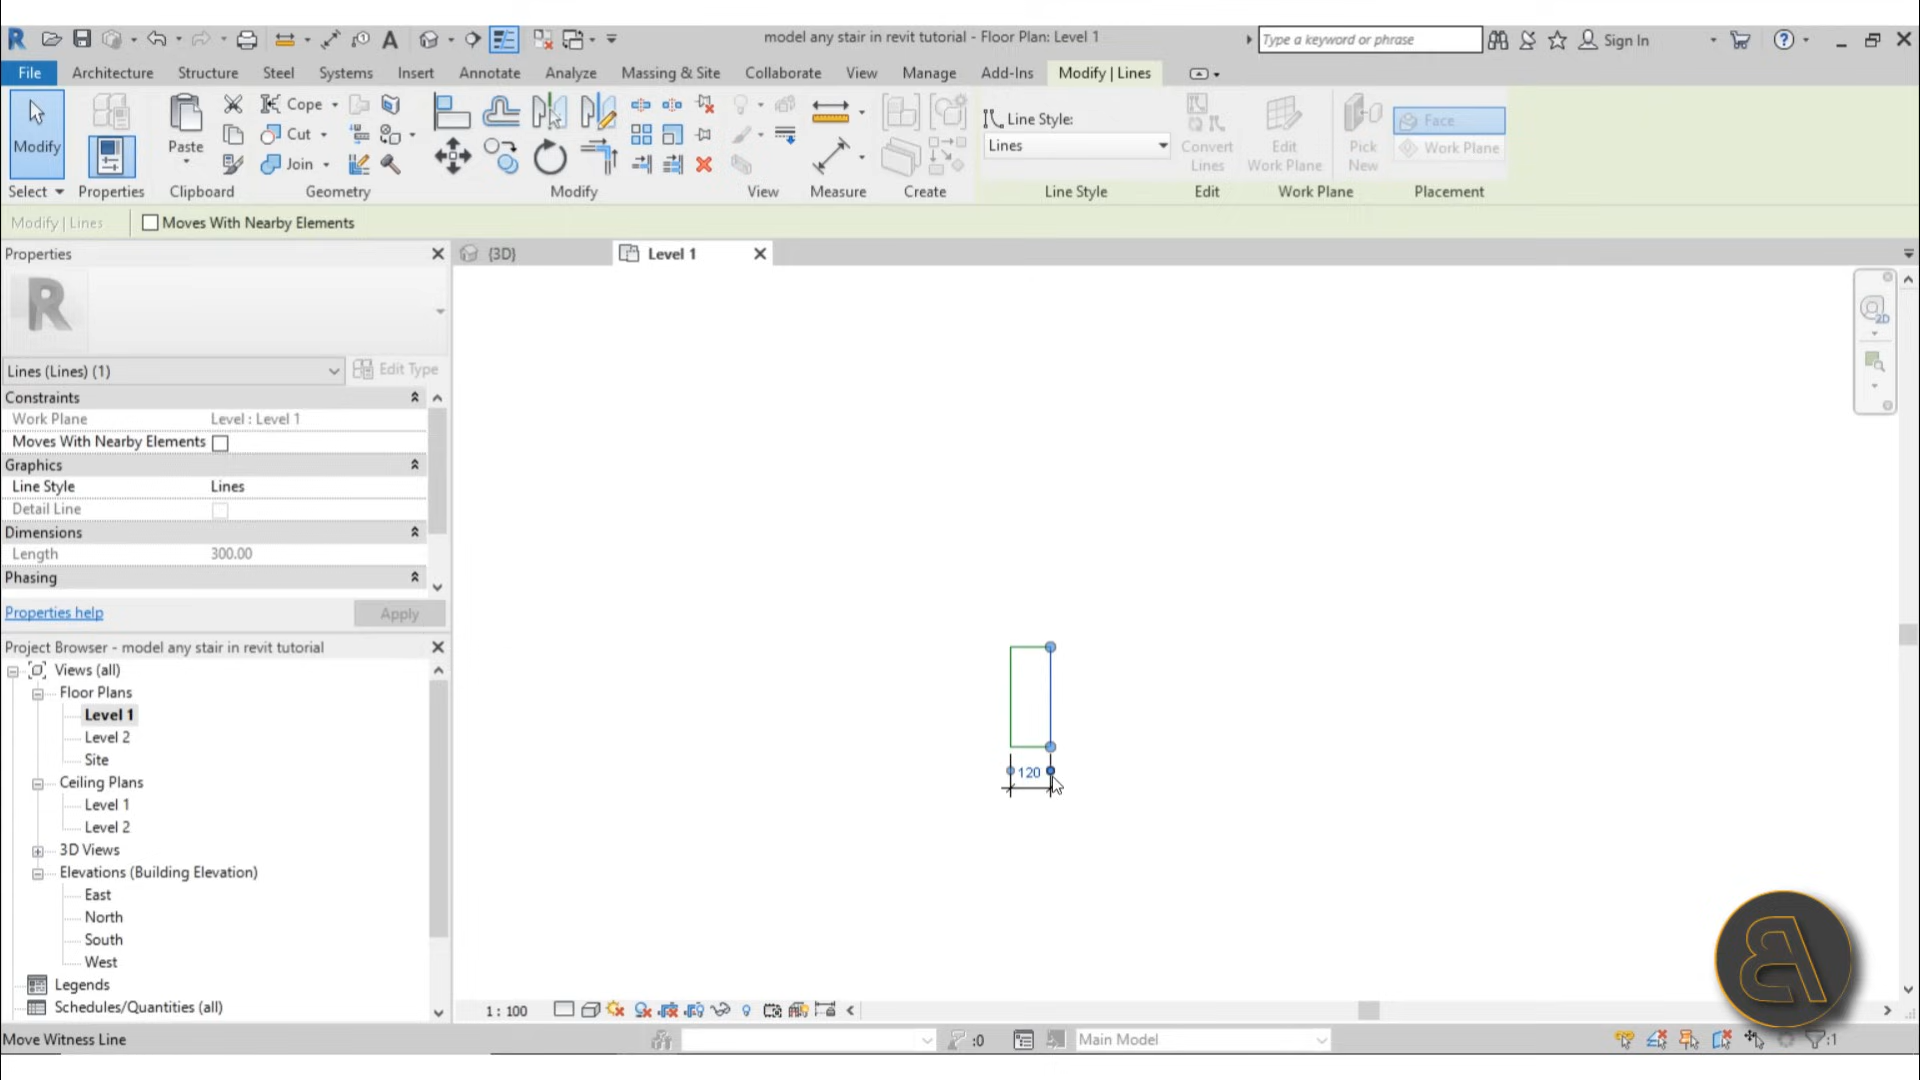 model any stair in revit tutorial - Floor Plan: Level 1
Type a keyword or phrase
Sign In
File
Architecture
Structure
Steel
Systems
Insert
Annotate
Analyze
Massing & Site
Collaborate
View
Manage
Add-Ins
Modify | Lines
Modify
Paste
Cope
Cut
Join
Line Style:
Lines
Convert
Lines
Edit
Work Plane
Pick
New
Face
Work Plane
Select
Properties
Clipboard
Geometry
Modify
View
Measure
Create
Line Style
Edit
Work Plane
Placement
Modify | Lines
Moves With Nearby Elements
Properties
{3D}
Level 1
R
Lines (Lines) (1)
Edit Type
Constraints
Work Plane
Level : Level 1
Moves With Nearby Elements
Graphics
Line Style
Lines
Detail Line
Dimensions
Length
300.00
Phasing
Properties help
Apply
Project Browser - model any stair in revit tutorial
Views (all)
Floor Plans
Level 1
Level 2
Site
Ceiling Plans
Level 1
Level 2
3D Views
Elevations (Building Elevation)
East
North
South
West
Legends
Schedules/Quantities (all)
2D
120
1 : 100
Move Witness Line
:0
Main Model
:1